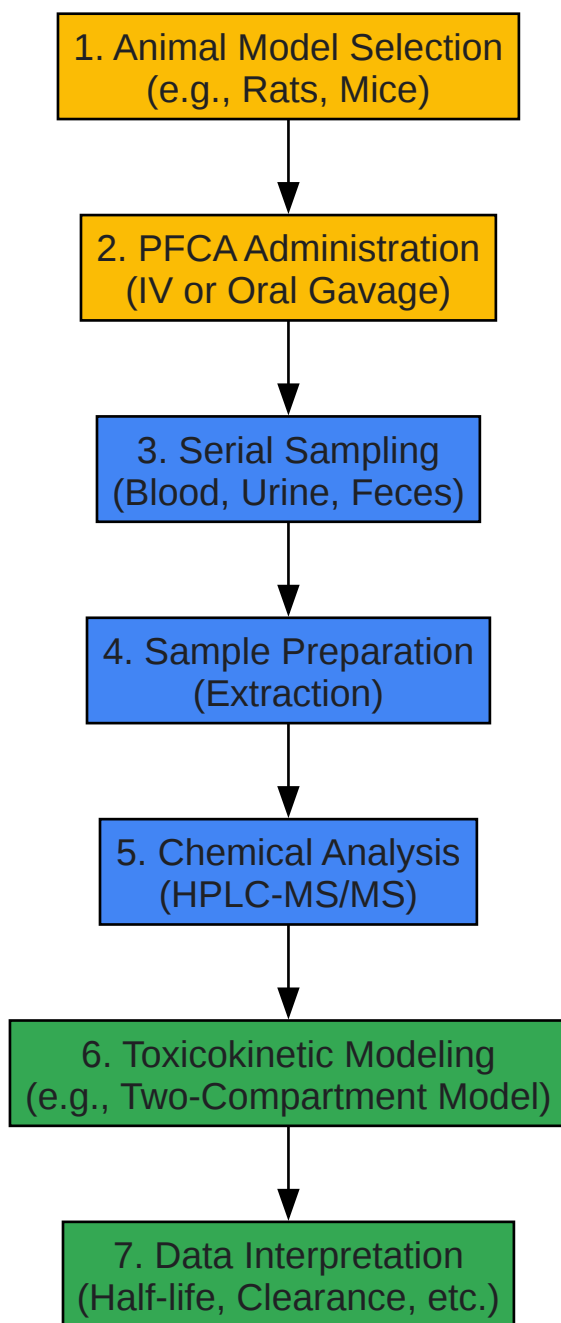 1. Animal Model Selection
(e.g., Rats, Mice)
2. PFCA Administration
(IV or Oral Gavage)
3. Serial Sampling
(Blood, Urine, Feces)
4. Sample Preparation
(Extraction)
5. Chemical Analysis
(HPLC-MS/MS)
6. Toxicokinetic Modeling
(e.g., Two-Compartment Model)
7. Data Interpretation
(Half-life, Clearance, etc.)